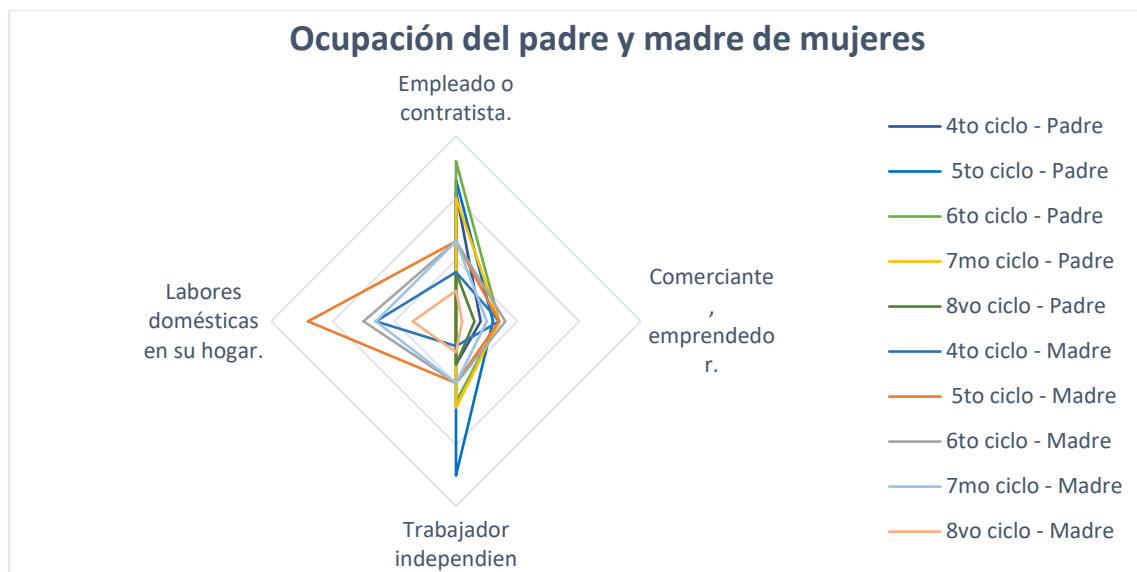 Ocupación del padre y madre de mujeres
Empleado o
contratista.
Comerciante
,
emprendedo
r.
Trabajador
independien
Labores
domésticas
en su hogar.
4to ciclo - Padre
5to ciclo - Padre
6to ciclo - Padre
7mo ciclo - Padre
8vo ciclo - Padre
4to ciclo - Madre
5to ciclo - Madre
6to ciclo - Madre
7mo ciclo - Madre
8vo ciclo - Madre